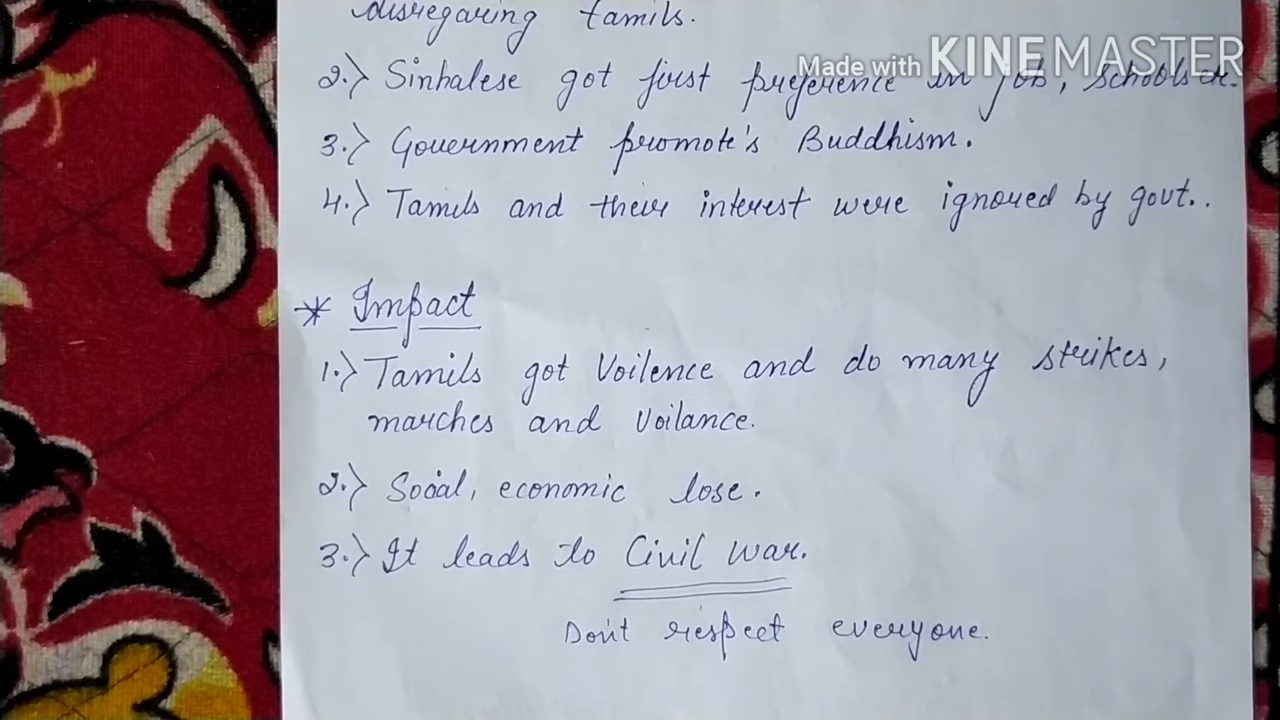 disregaring tamils.
Made with KINEMASTER
2.) Sinhalese got first preference in job, schools etc.
3.) Government promote's Buddhism.
4.) Tamils and their interest were ignored by govt..
* Impact
1.) Tamils got Voilence and do many strikes,
marches and Voilance.
2.) Social, economic lose.
3.) It leads to Civil war.
Don't respect everyone.